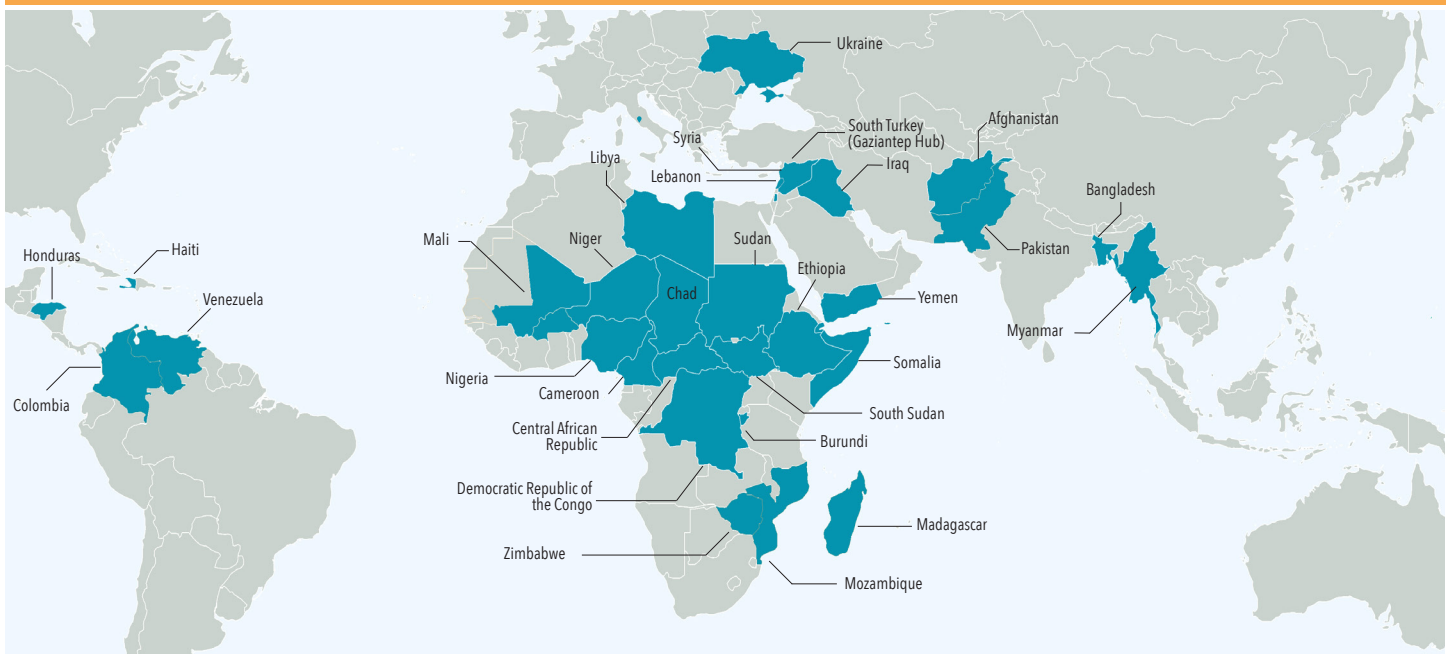 Ukraine
Afghanistan
South Turkey
(Gaziantep Hub)
Syria
Iraq
Libya
Lebanon
Bangladesh
Mali
Niger
Sudan
Pakistan
Honduras
Haiti
Ethiopia
Venezuela
Chad
Yemen
Myanmar
Somalia
Nigeria
Cameroon
Colombia
South Sudan
Central African
Republic
Burundi
Democratic Republic of
the Congo
Madagascar
Zimbabwe
Mozambique